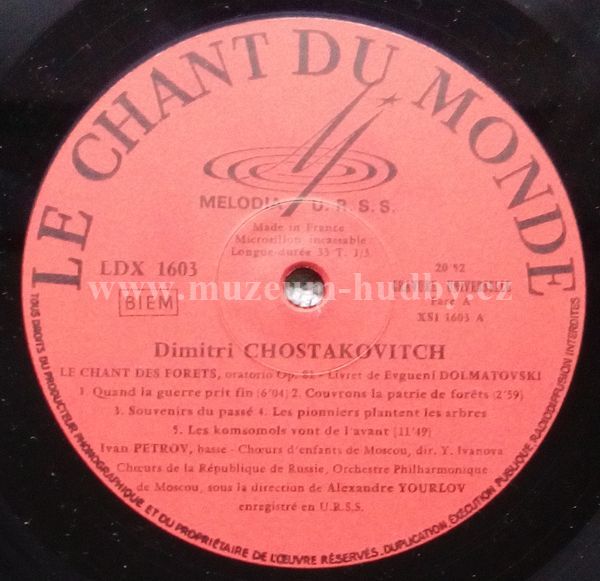 LE CHANT DU MONDE
MELODIA U.R.S.S.
Made in France
Microsillon incassable
Longue-durée 33 T. 1/3
LDX 1603
BIEM
20'52
GRAVURE UNIVERSELLE
Face A
XSI 1603 A
www.muzeum-hudby.cz
Dimitri CHOSTAKOVITCH
LE CHANT DES FORETS, oratorio Op. 81 - Livret de Evgueni DOLMATOVSKI
1. Quand la guerre prit fin (6'04) 2. Couvrons la patrie de forêts (2'59)
3. Souvenirs du passé 4. Les pionniers plantent les arbres
5. Les komsomols vont de l'avant (11'49)
Ivan PETROV, basse - Chœurs d'enfants de Moscou, dir. Y. Ivanova
Chœurs de la République de Russie, Orchestre Philharmonique
de Moscou, sous la direction de Alexandre YOURLOV
enregistré en U.R.S.S.
TOUS DROITS DU PRODUCTEUR PHONOGRAPHIQUE ET DU PROPRIÉTAIRE DE L'ŒUVRE RÉSERVÉS. DUPLICATION EXÉCUTION PUBLIQUE, RADIODIFFUSION INTERDITES